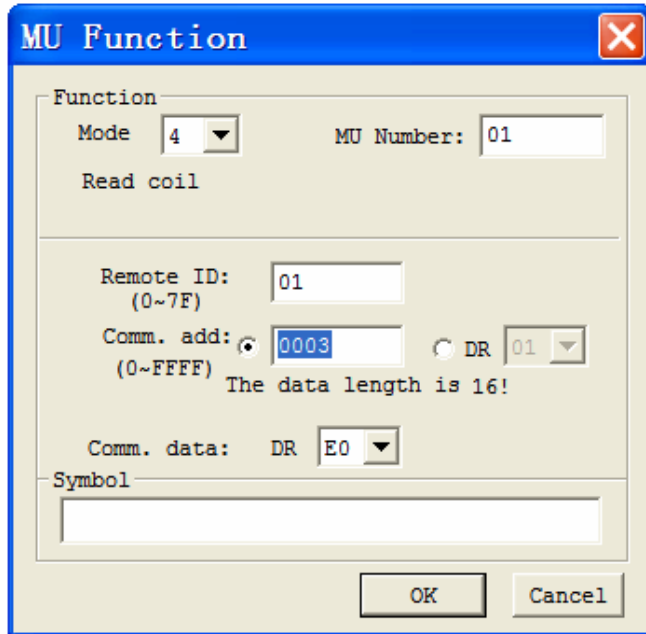 MU Function
Function
Mode 4 MU Number: 01
Read coil
Remote ID: 01
(0~7F)
Comm. add: 0003 DR 01
(0~FFFF)
The data length is 16!
Comm. data: DR E0
Symbol
OK Cancel